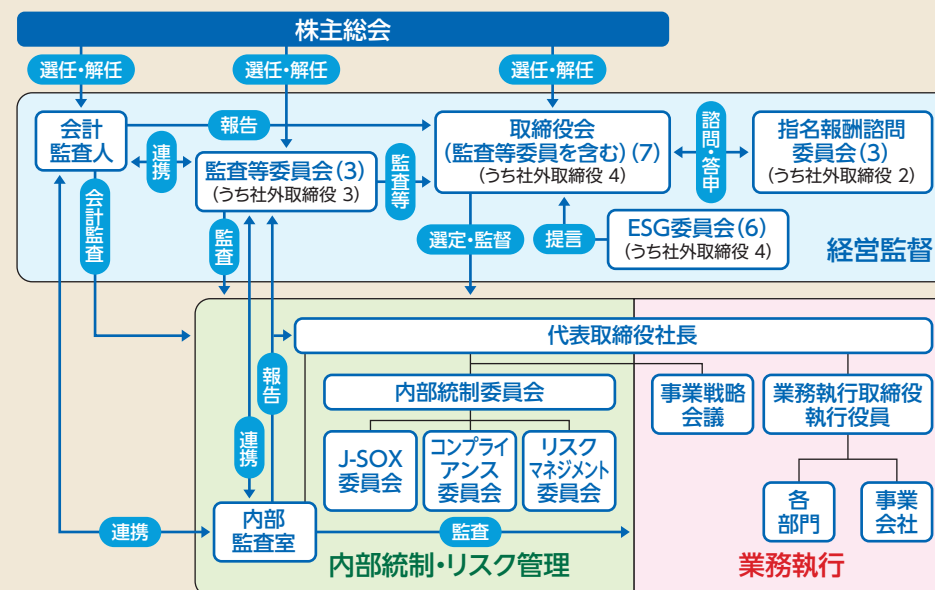 株主総会
選任・解任
選任・解任
選任・解任
会計
監査人
報告
連携
監査等委員会(3)
(うち社外取締役 3)
監査等
取締役会
(監査等委員を含む)(7)
(うち社外取締役 4)
諮問・答申
指名報酬諮問
委員会(3)
(うち社外取締役 2)
会計監査
監査
選定・監督
提言
ESG委員会(6)
(うち社外取締役 4)
経営監督
代表取締役社長
報告
連携
内部統制委員会
事業戦略
会議
業務執行取締役
執行役員
J-SOX
委員会
コンプライ
アンス
委員会
リスク
マネジメント
委員会
各
部門
事業
会社
連携
内部
監査室
監査
内部統制・リスク管理
業務執行